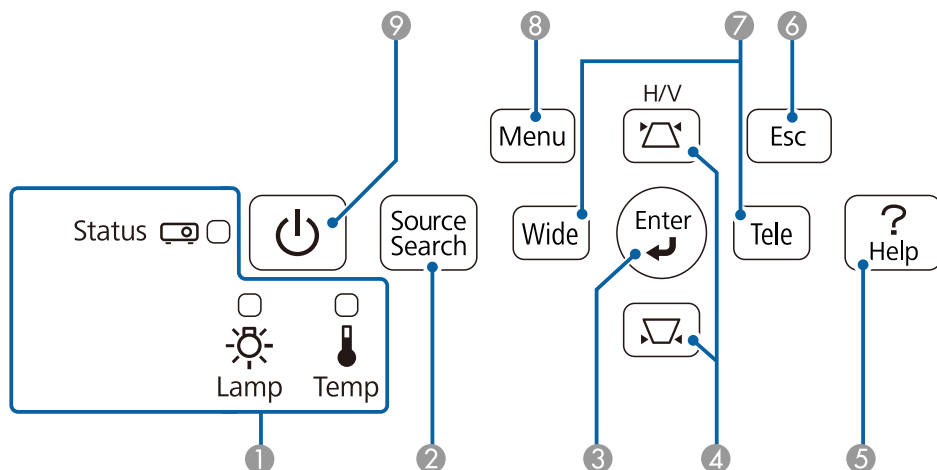 9
8
7
6
H/V
Menu
Esc
Status
Source
Search
Wide
Enter
Tele
?
Help
Lamp
Temp
1
2
3
4
5